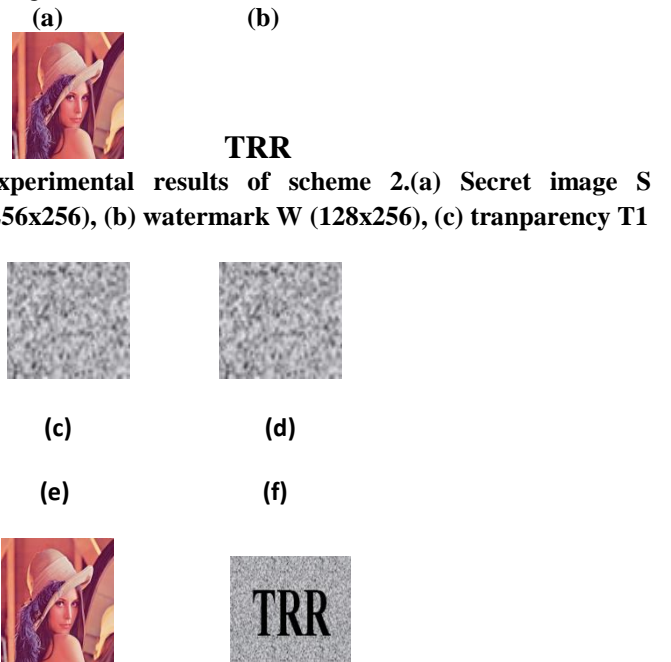 (a) (b)
TRR
xperimental results of scheme 2.(a) Secret image S
56x256), (b) watermark W (128x256), (c) tranparency T1
(c) (d)
(e) (f)
TRR